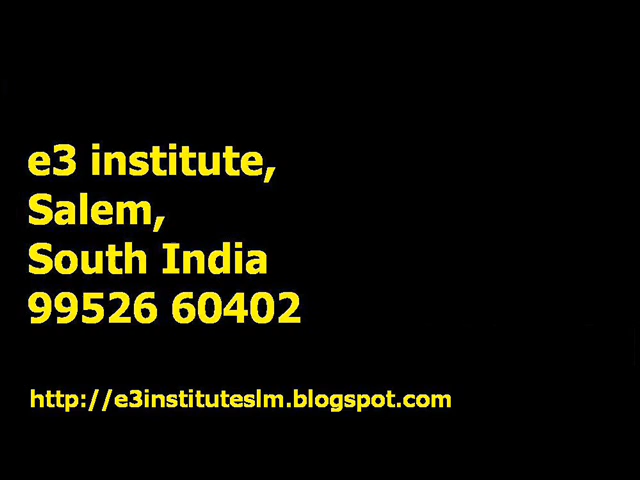 e3 institute,
Salem,
South India
99526 60402
http://e3instituteslm.blogspot.com